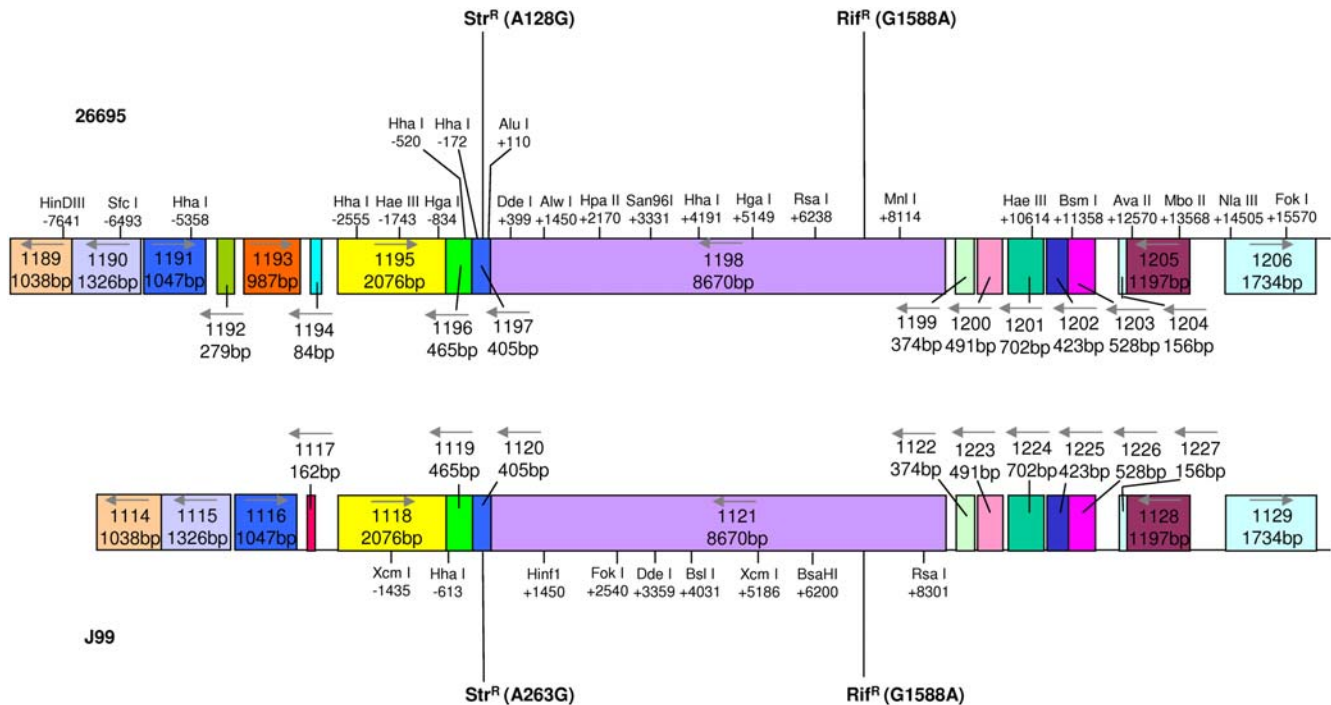 Str^R (A128G)
Rif^R (G1588A)
26695
Hha I
-520
Hha I
-172
Alu I
+110
HinDIII
-7641
Sfc I
-6493
Hha I
-5358
Hha I
-2555
Hae III
-1743
Hga I
-834
Dde I
+399
Alw I
+1450
Hpa II
+2170
San96I
+3331
Hha I
+4191
Hga I
+5149
Rsa I
+6238
Mnl I
+8114
Hae III
+10614
Bsm I
+11358
Ava II
+12570
Mbo II
+13568
Nla III
+14505
Fok I
+15570
1189
1038bp
1190
1326bp
1191
1047bp
1193
987bp
1195
2076bp
1198
8670bp
1205
1197bp
1206
1734bp
1192
279bp
1194
84bp
1196
465bp
1197
405bp
1199
374bp
1200
491bp
1201
702bp
1202
423bp
1203
528bp
1204
156bp
1117
162bp
1119
465bp
1120
405bp
1122
374bp
1223
491bp
1224
702bp
1225
423bp
1226
528bp
1227
156bp
1114
1038bp
1115
1326bp
1116
1047bp
1118
2076bp
1121
8670bp
1128
1197bp
1129
1734bp
Xcm I
-1435
Hha I
-613
Hinf1
+1450
Fok I
+2540
Dde I
+3359
Bsl I
+4031
Xcm I
+5186
BsaHI
+6200
Rsa I
+8301
J99
Str^R (A263G)
Rif^R (G1588A)